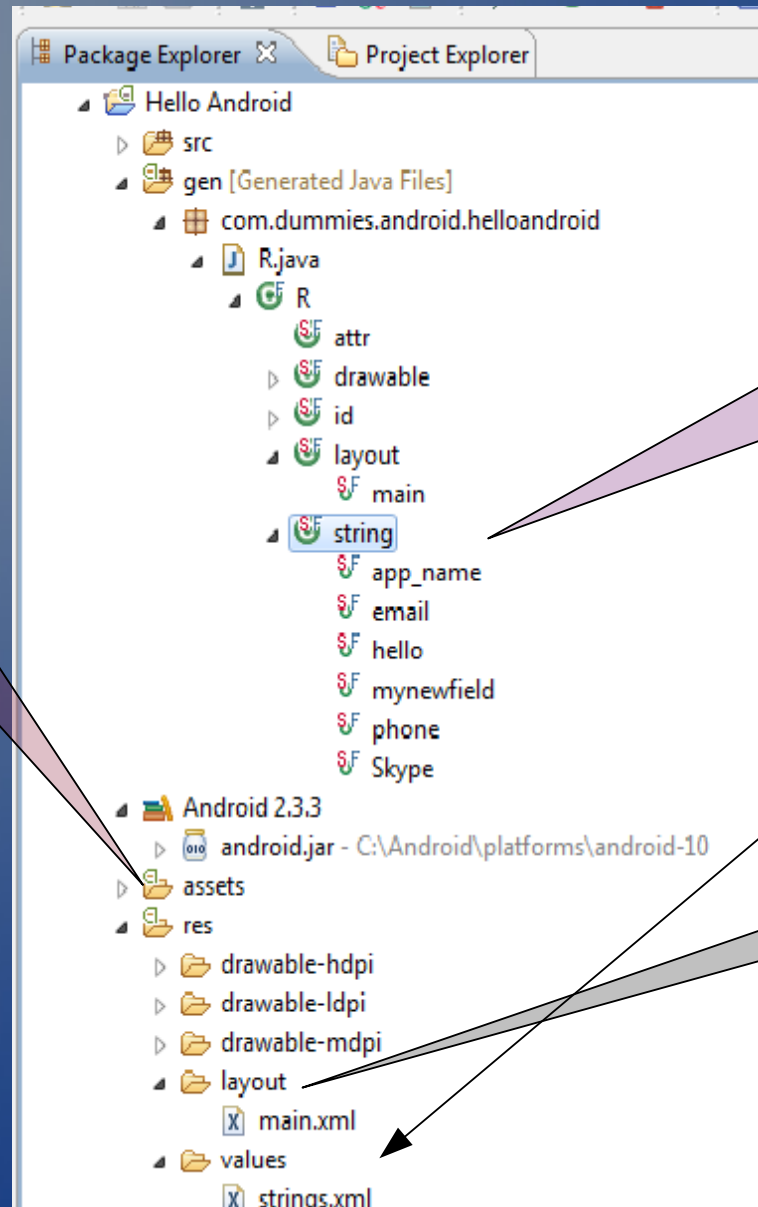 Package Explorer Project Explorer
Hello Android
src
gen [Generated Java Files]
com.dummies.android.helloandroid
R.java
R
attr
drawable
id
layout
main
string
app_name
email
hello
mynewfield
phone
Skype
Android 2.3.3
android.jar - C:\Android\platforms\android-10
assets
res
drawable-hdpi
drawable-ldpi
drawable-mdpi
layout
main.xml
values
strings.xml